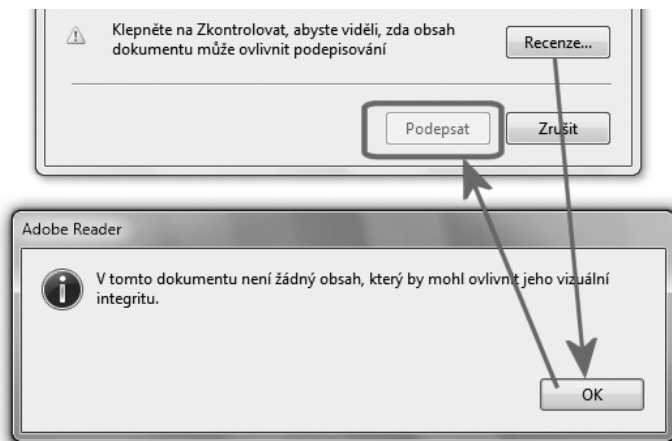 Klepněte na Zkontrolovat, abyste viděli, zda obsah
dokumentu může ovlivnit podepisování
Recenze...
Podepsat
Zrušit
Adobe Reader
V tomto dokumentu není žádný obsah, který by mohl ovlivnit jeho vizuální
integritu.
OK